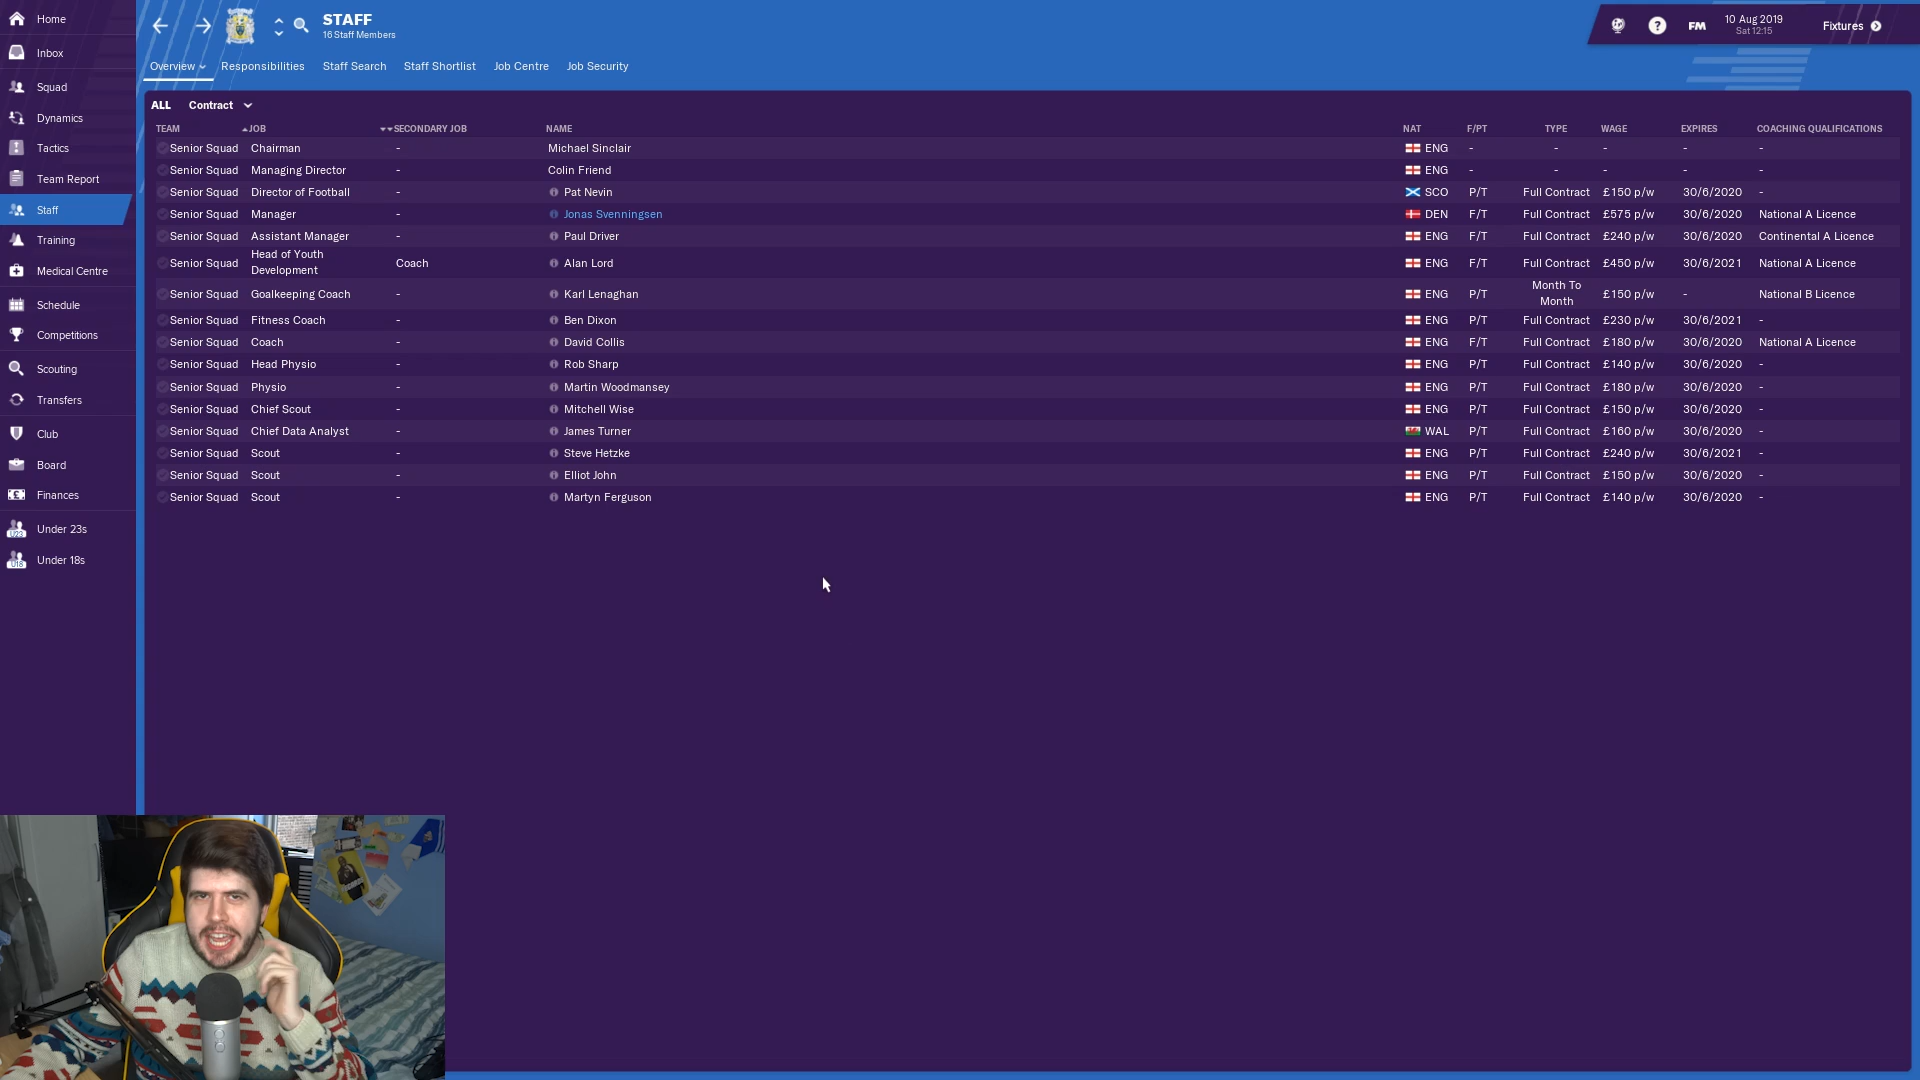 Home
Inbox
Squad
Dynamics
Tactics
Team Report
Staff
Training
Medical Centre
Schedule
Competitions
Scouting
Transfers
Club
Board
Finances
Under 23s
Under 18s
STAFF
16 Staff Members
FM
10 Aug 2019
Sat 12:15
Fixtures
Overview Responsibilities Staff Search Staff Shortlist Job Centre Job Security
ALL Contract
TEAM JOB SECONDARY JOB NAME NAT F/PT TYPE WAGE EXPIRES COACHING QUALIFICATIONS
Senior Squad Chairman - Michael Sinclair ENG - - - - -
Senior Squad Managing Director - Colin Friend ENG - - - - -
Senior Squad Director of Football - Pat Nevin SCO P/T Full Contract £150 p/w 30/6/2020 -
Senior Squad Manager - Jonas Svenningsen DEN F/T Full Contract £575 p/w 30/6/2020 National A Licence
Senior Squad Assistant Manager - Paul Driver ENG F/T Full Contract £240 p/w 30/6/2020 Continental A Licence
Senior Squad Head of Youth Development Coach Alan Lord ENG F/T Full Contract £450 p/w 30/6/2021 National A Licence
Senior Squad Goalkeeping Coach - Karl Lenaghan ENG P/T Month To Month £150 p/w - National B Licence
Senior Squad Fitness Coach - Ben Dixon ENG P/T Full Contract £230 p/w 30/6/2021 -
Senior Squad Coach - David Collis ENG F/T Full Contract £180 p/w 30/6/2020 National A Licence
Senior Squad Head Physio - Rob Sharp ENG P/T Full Contract £140 p/w 30/6/2020 -
Senior Squad Physio - Martin Woodmansey ENG P/T Full Contract £180 p/w 30/6/2020 -
Senior Squad Chief Scout - Mitchell Wise ENG P/T Full Contract £150 p/w 30/6/2020 -
Senior Squad Chief Data Analyst - James Turner WAL P/T Full Contract £160 p/w 30/6/2020 -
Senior Squad Scout - Steve Hetzke ENG P/T Full Contract £240 p/w 30/6/2021 -
Senior Squad Scout - Elliot John ENG P/T Full Contract £150 p/w 30/6/2020 -
Senior Squad Scout - Martyn Ferguson ENG P/T Full Contract £140 p/w 30/6/2020 -